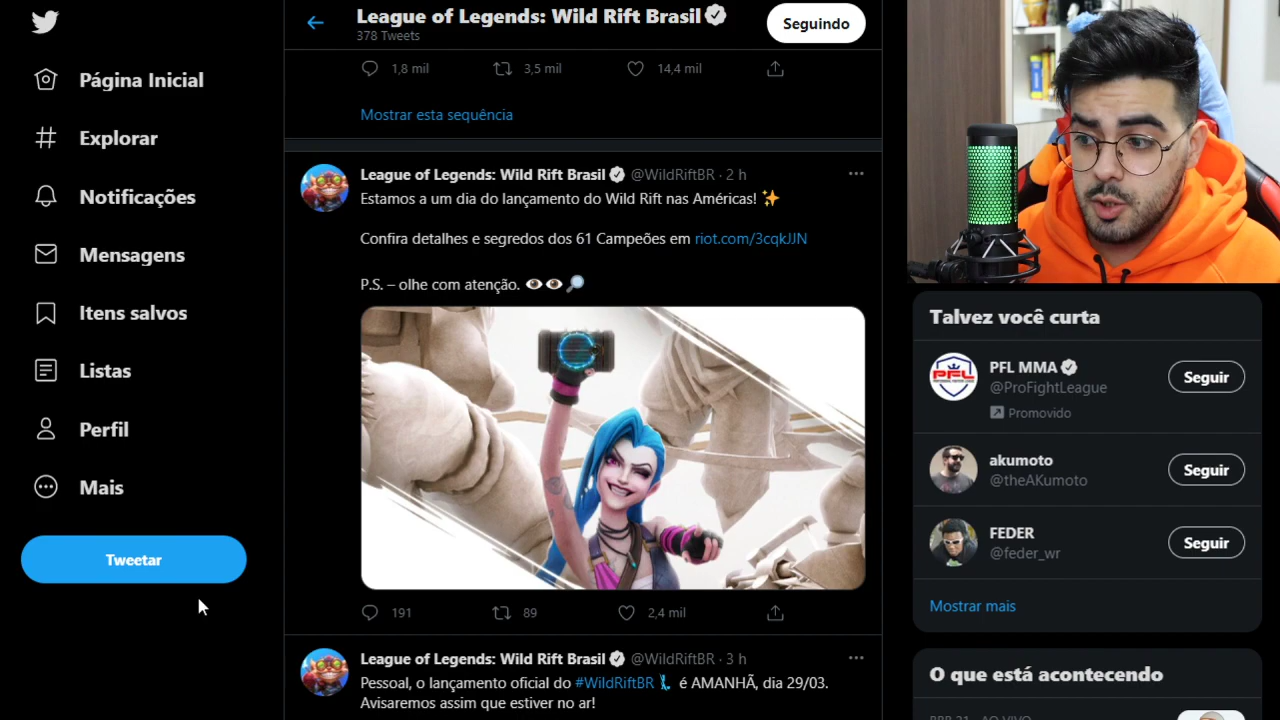 Página Inicial
Explorar
Notificações
Mensagens
Itens salvos
Listas
Perfil
Mais
Tweetar
League of Legends: Wild Rift Brasil
378 Tweets
Seguindo
1,8 mil 3,5 mil 14,4 mil
Mostrar esta sequência
League of Legends: Wild Rift Brasil @WildRiftBR · 2 h
Estamos a um dia do lançamento do Wild Rift nas Américas! ✨
Confira detalhes e segredos dos 61 Campeões em riot.com/3cqkJJN
P.S. – olhe com atenção. 👁👁🔎
191 89 2,4 mil
League of Legends: Wild Rift Brasil @WildRiftBR · 3 h
Pessoal, o lançamento oficial do #WildRiftBR é AMANHÃ, dia 29/03.
Avisaremos assim que estiver no ar!
Talvez você curta
PFL MMA
@ProFightLeague
Promovido
Seguir
akumoto
@theAKumoto
Seguir
FEDER
@feder_wr
Seguir
Mostrar mais
O que está acontecendo